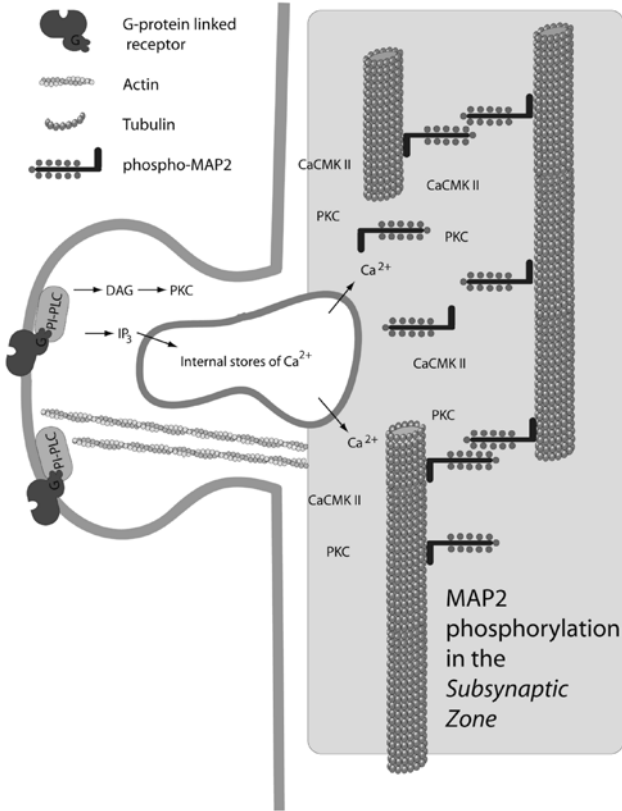 G
G-protein linked
receptor
Actin
Tubulin
phospho-MAP2
CaCMK II
CaCMK II
PKC
PKC
Ca2+
DAG
PKC
PI-PLC
G
IP3
Internal stores of Ca2+
CaCMK II
PKC
Ca2+
PI-PLC
G
CaCMK II
PKC
MAP2
phosphorylation
in the
Subsynaptic
Zone